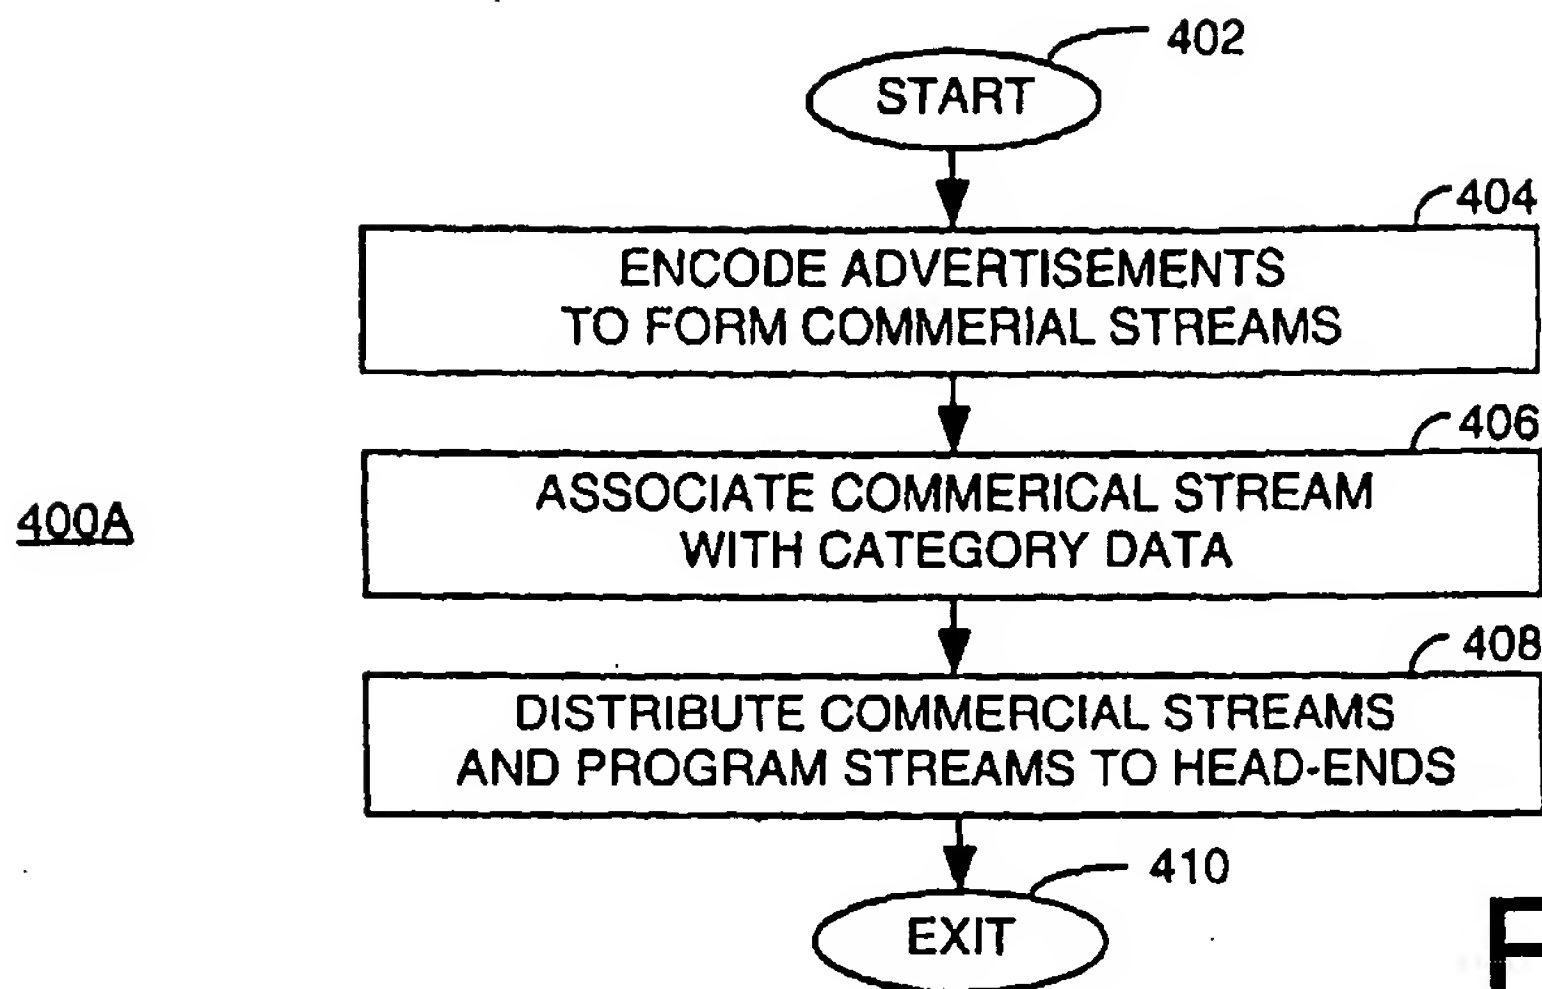 402
START
404
ENCODE ADVERTISEMENTS
TO FORM COMMERIAL STREAMS
406
ASSOCIATE COMMERICAL STREAM
WITH CATEGORY DATA
400A
408
DISTRIBUTE COMMERCIAL STREAMS
AND PROGRAM STREAMS TO HEAD-ENDS
410
EXIT